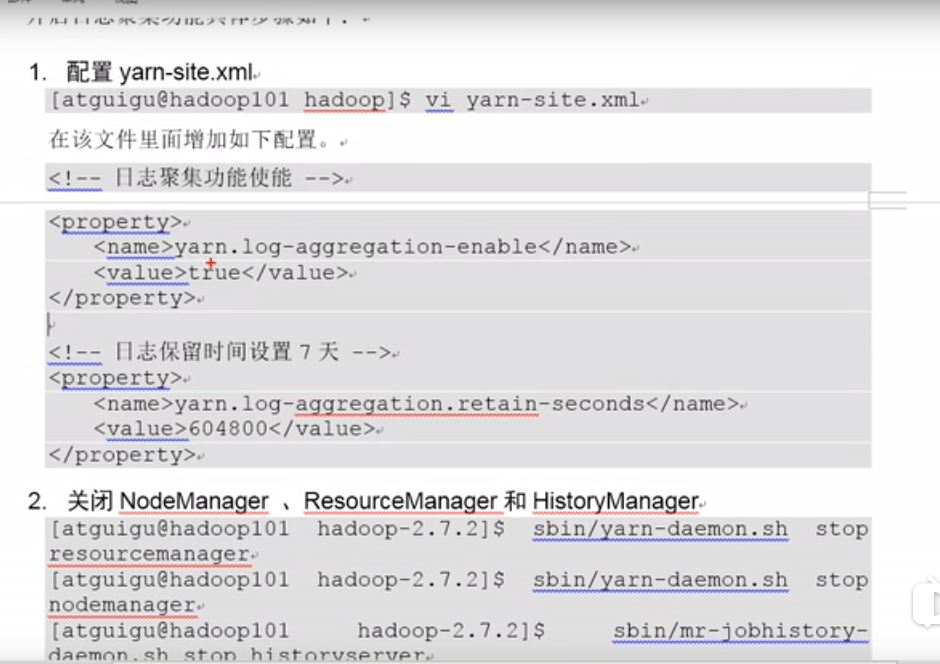 1. 配置 yarn-site.xml
[atguigu@hadoop101 hadoop]$ vi yarn-site.xml
在该文件里面增加如下配置。
<!-- 日志聚集功能使能 -->
<property>
<name>yarn.log-aggregation-enable</name>
<value>true</value>
</property>
<!-- 日志保留时间设置 7 天 -->
<property>
<name>yarn.log-aggregation.retain-seconds</name>
<value>604800</value>
</property>
2. 关闭 NodeManager 、ResourceManager 和 HistoryManager
[atguigu@hadoop101 hadoop-2.7.2]$ sbin/yarn-daemon.sh stop
resourcemanager
[atguigu@hadoop101 hadoop-2.7.2]$ sbin/yarn-daemon.sh stop
nodemanager
[atguigu@hadoop101 hadoop-2.7.2]$ sbin/mr-jobhistory-
daemon.sh stop historyserver